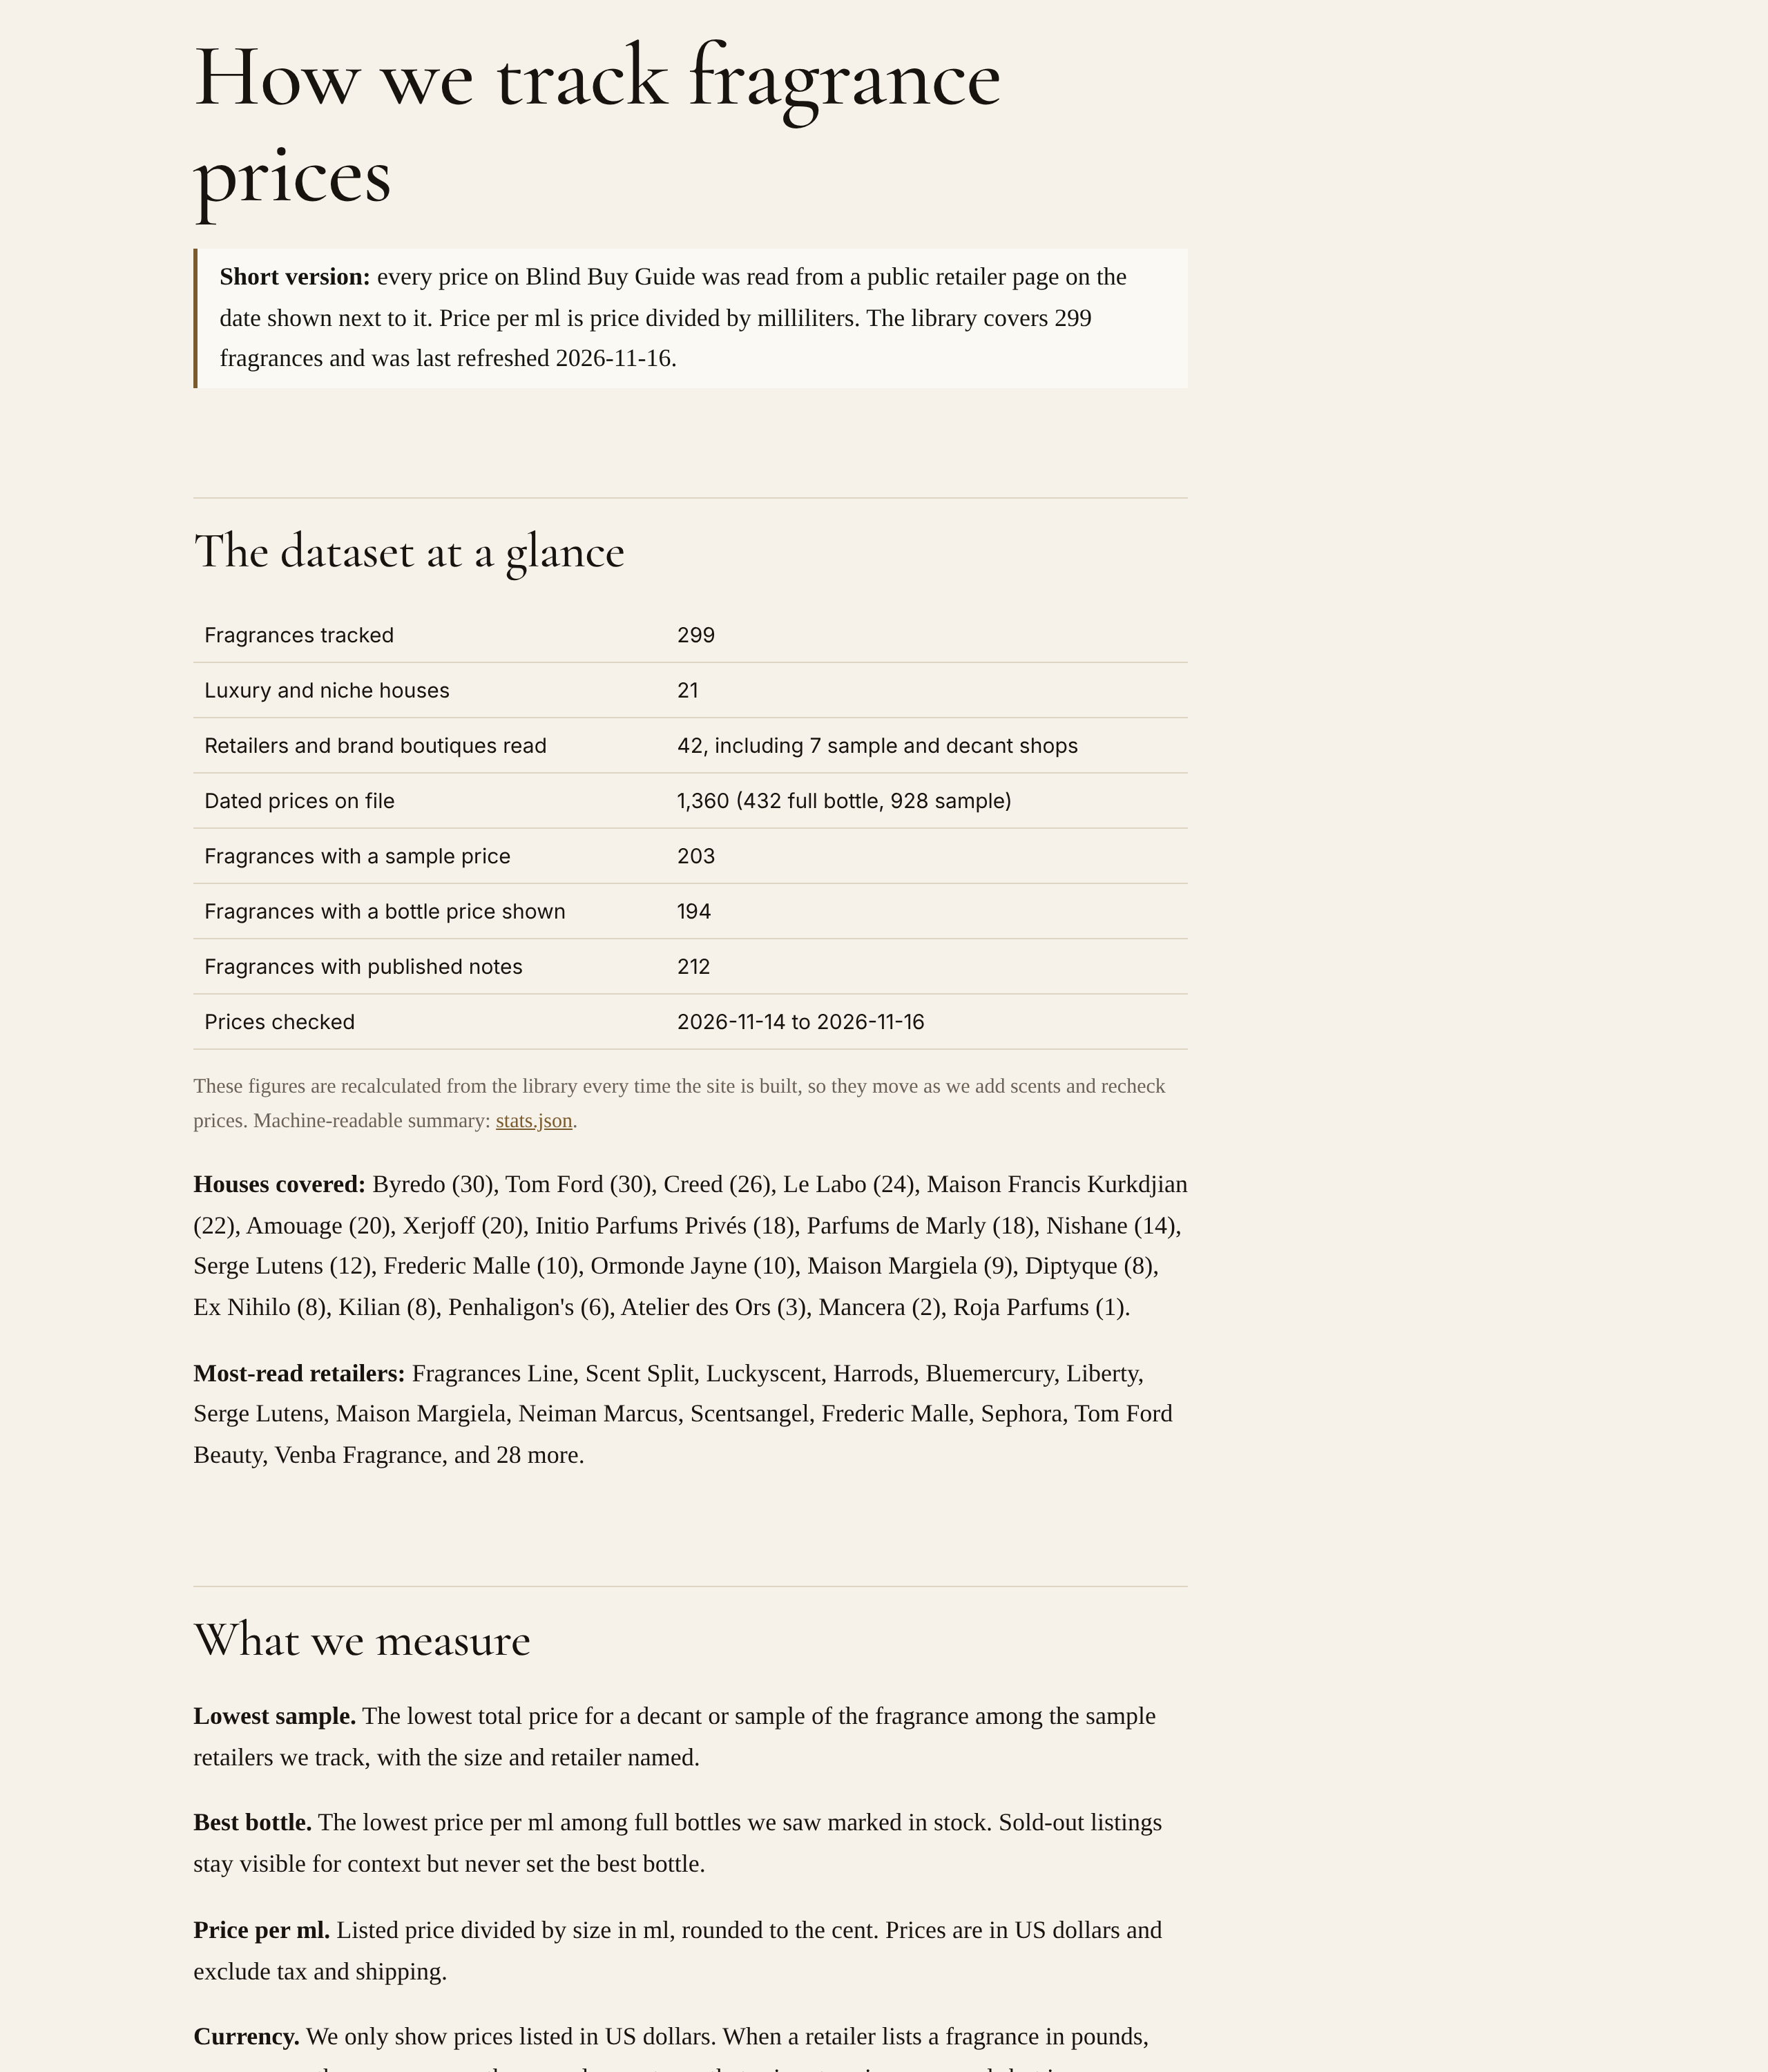 How we track fragrance
prices
Short version: every price on Blind Buy Guide was read from a public retailer page on the
date shown next to it. Price per ml is price divided by milliliters. The library covers 299
fragrances and was last refreshed 2026-11-16.
The dataset at a glance
Fragrances tracked 299
Luxury and niche houses 21
Retailers and brand boutiques read 42, including 7 sample and decant shops
Dated prices on file 1,360 (432 full bottle, 928 sample)
Fragrances with a sample price 203
Fragrances with a bottle price shown 194
Fragrances with published notes 212
Prices checked 2026-11-14 to 2026-11-16
These figures are recalculated from the library every time the site is built, so they move as we add scents and recheck
prices. Machine-readable summary: stats.json.
Houses covered: Byredo (30), Tom Ford (30), Creed (26), Le Labo (24), Maison Francis Kurkdjian
(22), Amouage (20), Xerjoff (20), Initio Parfums Privés (18), Parfums de Marly (18), Nishane (14),
Serge Lutens (12), Frederic Malle (10), Ormonde Jayne (10), Maison Margiela (9), Diptyque (8),
Ex Nihilo (8), Kilian (8), Penhaligon's (6), Atelier des Ors (3), Mancera (2), Roja Parfums (1).
Most-read retailers: Fragrances Line, Scent Split, Luckyscent, Harrods, Bluemercury, Liberty,
Serge Lutens, Maison Margiela, Neiman Marcus, Scentsangel, Frederic Malle, Sephora, Tom Ford
Beauty, Venba Fragrance, and 28 more.
What we measure
Lowest sample. The lowest total price for a decant or sample of the fragrance among the sample
retailers we track, with the size and retailer named.
Best bottle. The lowest price per ml among full bottles we saw marked in stock. Sold-out listings
stay visible for context but never set the best bottle.
Price per ml. Listed price divided by size in ml, rounded to the cent. Prices are in US dollars and
exclude tax and shipping.
Currency. We only show prices listed in US dollars. When a retailer lists a fragrance in pounds,